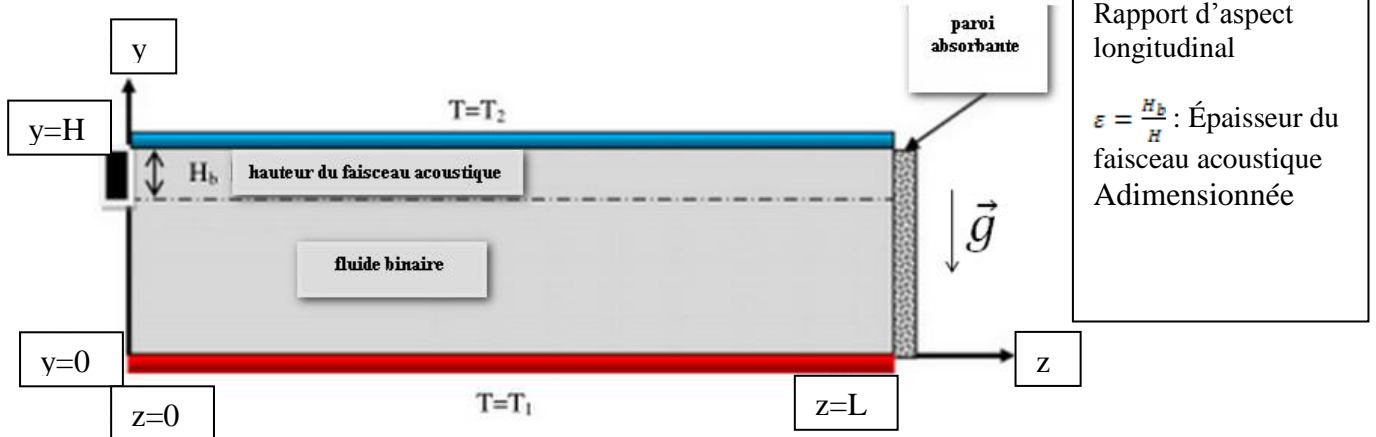 y
y=H
T=T₂
paroi
absorbante
Rapport d’aspect
longitudinal
ε = H_b/H : Épaisseur du
faisceau acoustique
Adimensionnée
H_b
hauteur du faisceau acoustique
g⃗
fluide binaire
y=0
z
z=0
T=T₁
z=L